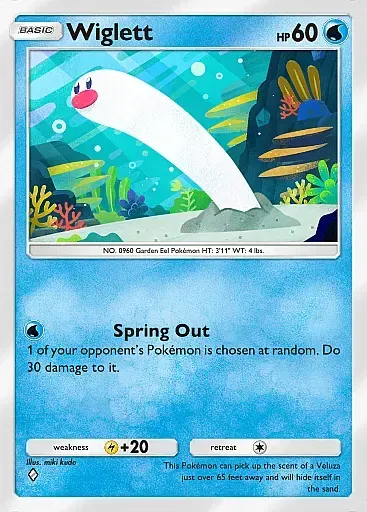 BASIC Wiglett HP 60
NO. 0960 Garden Eel Pokémon HT: 3'11" WT: 4 lbs.
Spring Out
1 of your opponent's Pokémon is chosen at random. Do
30 damage to it.
weakness +20 retreat
Illus. miki kudo
This Pokémon can pick up the scent of a Veluza
just over 65 feet away and will hide itself in
the sand.